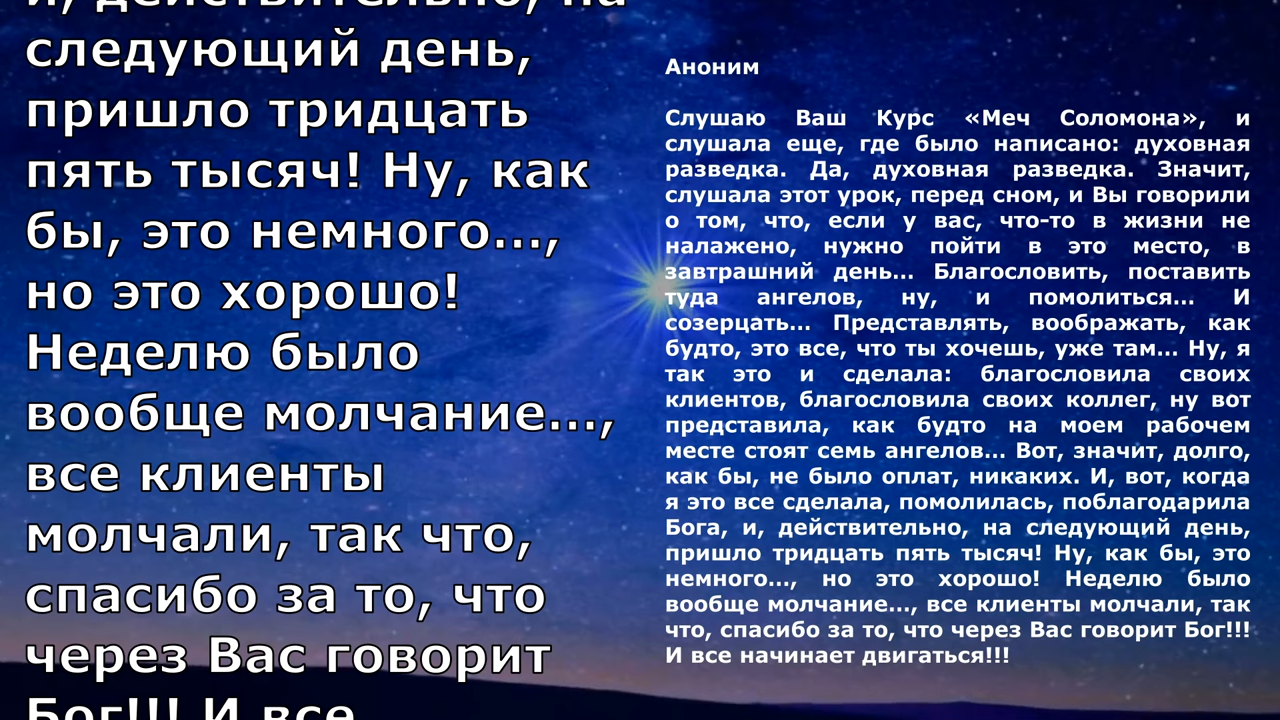 и, действительно, на
следующий день,
пришло тридцать
пять тысяч! Ну, как
бы, это немного...,
но это хорошо!
Неделю было
вообще молчание...,
все клиенты
молчали, так что,
спасибо за то, что
через Вас говорит
Бог!!! И все
Аноним
Слушаю Ваш Курс «Меч Соломона», и
слушала еще, где было написано: духовная
разведка. Да, духовная разведка. Значит,
слушала этот урок, перед сном, и Вы говорили
о том, что, если у вас, что-то в жизни не
налажено, нужно пойти в это место, в
завтрашний день... Благословить, поставить
туда ангелов, ну, и помолиться... И
созерцать... Представлять, воображать, как
будто, это все, что ты хочешь, уже там... Ну, я
так это и сделала: благословила своих
клиентов, благословила своих коллег, ну вот
представила, как будто на моем рабочем
месте стоят семь ангелов... Вот, значит, долго,
как бы, не было оплат, никаких. И, вот, когда
я это все сделала, помолилась, поблагодарила
Бога, и, действительно, на следующий день,
пришло тридцать пять тысяч! Ну, как бы, это
немного..., но это хорошо! Неделю было
вообще молчание..., все клиенты молчали, так
что, спасибо за то, что через Вас говорит Бог!!!
И все начинает двигаться!!!